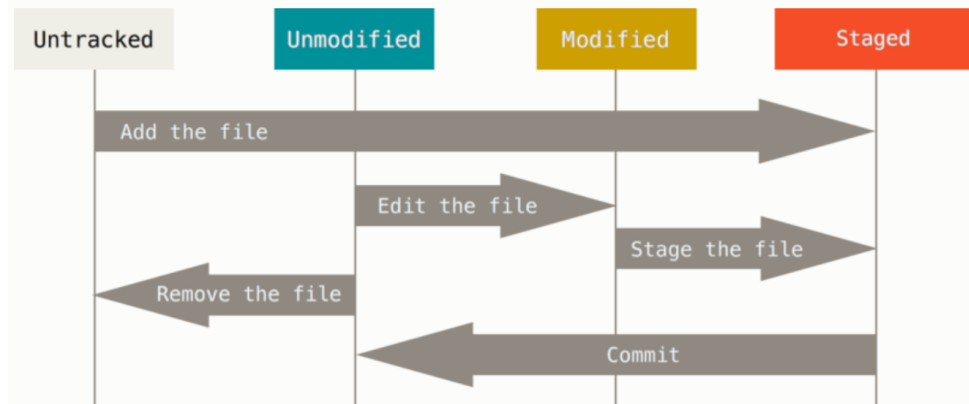 Untracked
Unmodified
Modified
Staged
Add the file
Edit the file
Stage the file
Remove the file
Commit